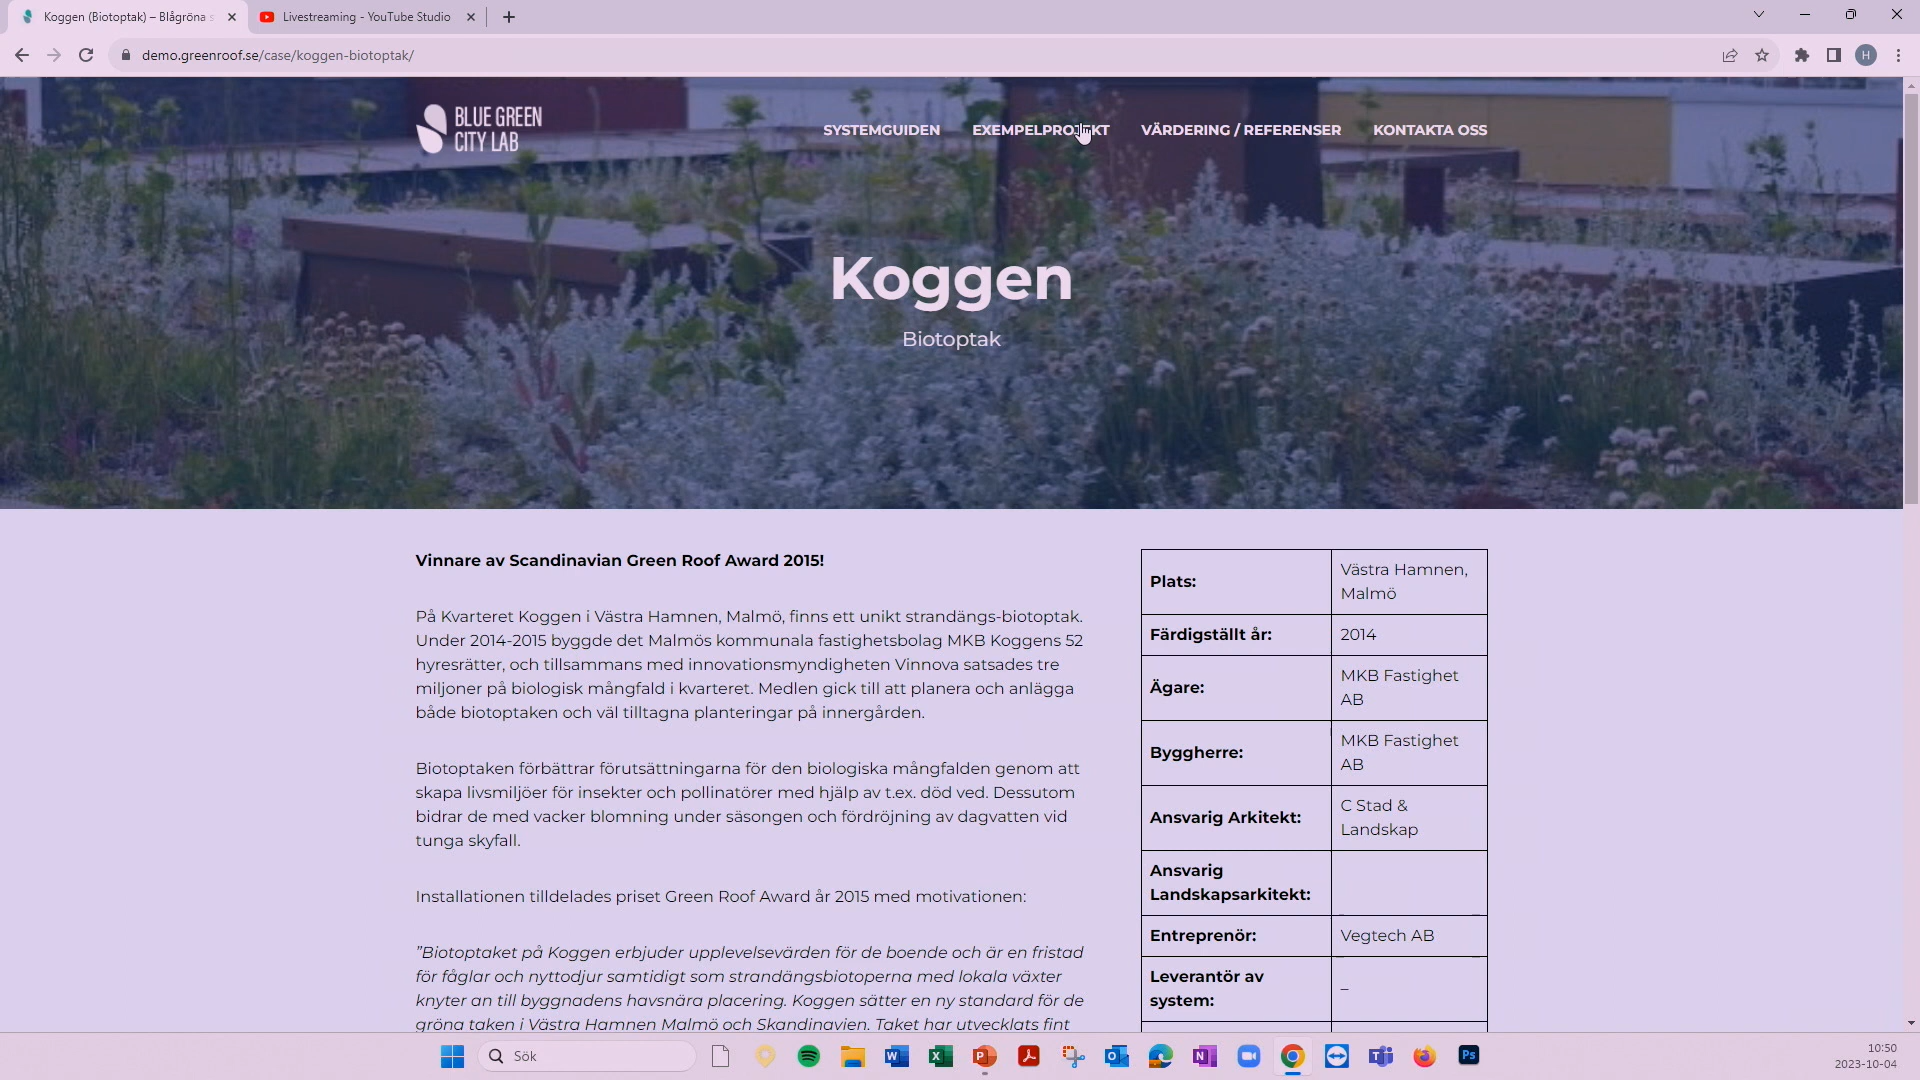 Koggen (Biotoptak) – Blågröna s
Livestreaming - YouTube Studio
demo.greenroof.se/case/koggen-biotoptak/
H
BLUE GREEN
CITY LAB
SYSTEMGUIDEN
EXEMPELPROJEKT
VÄRDERING / REFERENSER
KONTAKTA OSS
Koggen
Biotoptak
Vinnare av Scandinavian Green Roof Award 2015!
På Kvarteret Koggen i Västra Hamnen, Malmö, finns ett unikt strandängs-biotoptak.
Under 2014-2015 byggde det Malmös kommunala fastighetsbolag MKB Koggens 52
hyresrätter, och tillsammans med innovationsmyndigheten Vinnova satsades tre
miljoner på biologisk mångfald i kvarteret. Medlen gick till att planera och anlägga
både biotoptaken och väl tilltagna planteringar på innergården.
Biotoptaken förbättrar förutsättningarna för den biologiska mångfalden genom att
skapa livsmiljöer för insekter och pollinatörer med hjälp av t.ex. död ved. Dessutom
bidrar de med vacker blomning under säsongen och fördröjning av dagvatten vid
tunga skyfall.
Installationen tilldelades priset Green Roof Award år 2015 med motivationen:
”Biotoptaket på Koggen erbjuder upplevelsevärden för de boende och är en fristad
för fåglar och nyttodjur samtidigt som strandängsbiotoperna med lokala växter
knyter an till byggnadens havsnära placering. Koggen sätter en ny standard för de
gröna taken i Västra Hamnen Malmö och Skandinavien. Taket har utvecklats fint
Plats:
Västra Hamnen,
Malmö
Färdigställt år:
2014
Ägare:
MKB Fastighet
AB
Byggherre:
MKB Fastighet
AB
Ansvarig Arkitekt:
C Stad &
Landskap
Ansvarig
Landskapsarkitekt:
Entreprenör:
Vegtech AB
Leverantör av
system:
–
Sök
10:50
2023-10-04